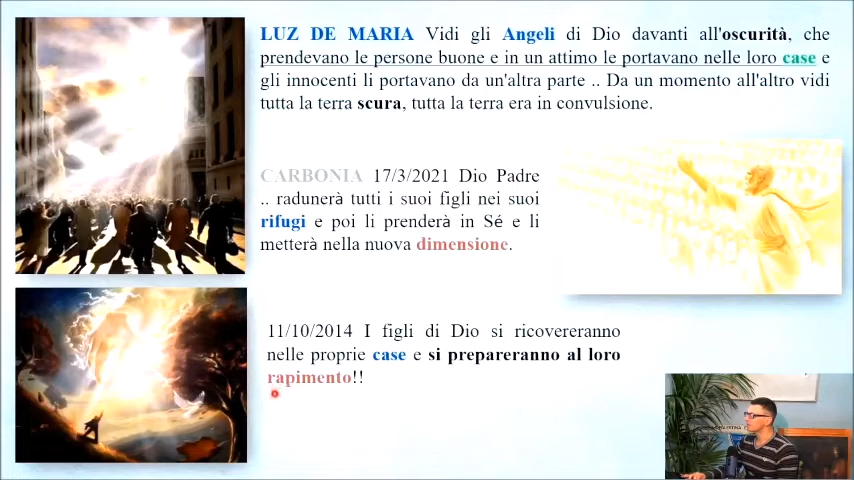 LUZ DE MARIA Vidi gli Angeli di Dio davanti all'oscurità, che
prendevano le persone buone e in un attimo le portavano nelle loro case e
gli innocenti li portavano da un'altra parte .. Da un momento all'altro vidi
tutta la terra scura, tutta la terra era in convulsione.
CARBONIA 17/3/2021 Dio Padre
.. radunerà tutti i suoi figli nei suoi
rifugi e poi li prenderà in Sé e li
metterà nella nuova dimensione.
11/10/2014 I figli di Dio si ricovereranno
nelle proprie case e si prepareranno al loro
rapimento!!